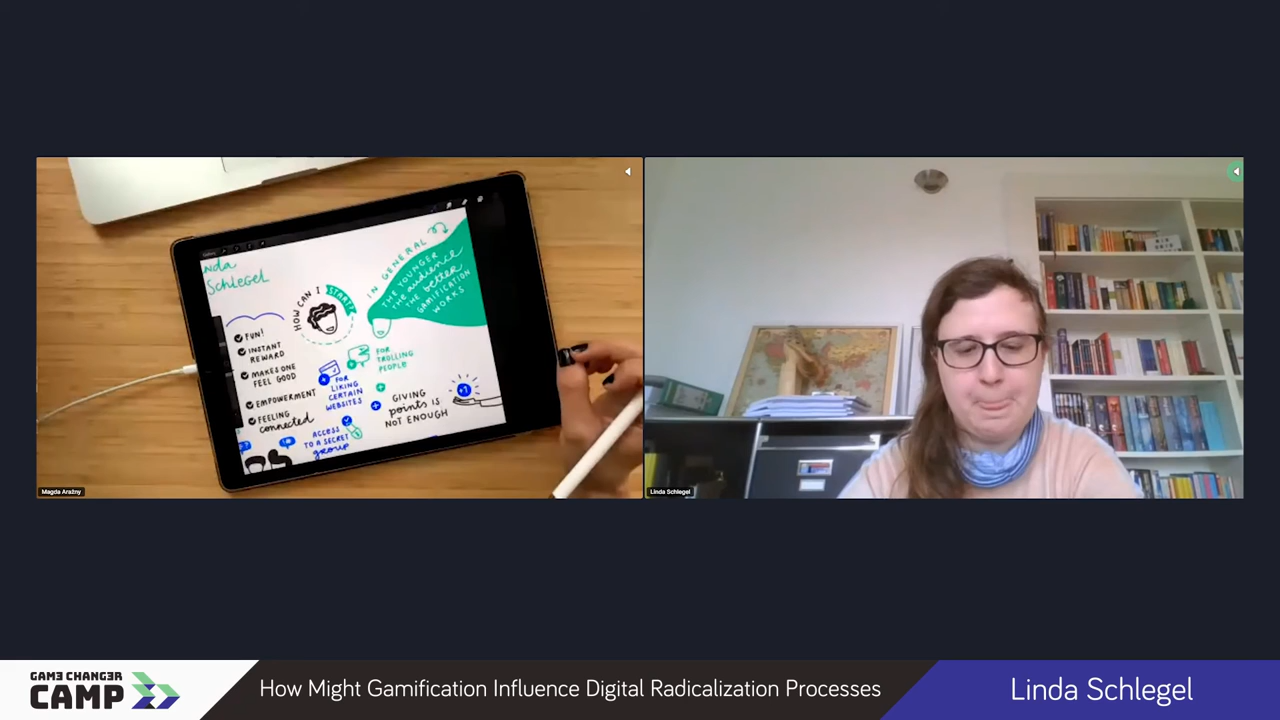 nda
Schlegel
HOW CAN I START?
FUN!
INSTANT
REWARD
MAKES ONE
FEEL GOOD
EMPOWERMENT
FEELING
connected
IN GENERAL
THE YOUNGER
THE audience
THE better
GAMIFICATION
WORKS
FOR
TROLLING
PEOPLE
FOR
LIKING
CERTAIN
WEBSITES
ACCESS
TO A SECRET
group
GIVING
points IS
NOT ENOUGH
+1
Magda Arażny
Linda Schlegel
GAME CHANGER
CAMP
How Might Gamification Influence Digital Radicalization Processes
Linda Schlegel